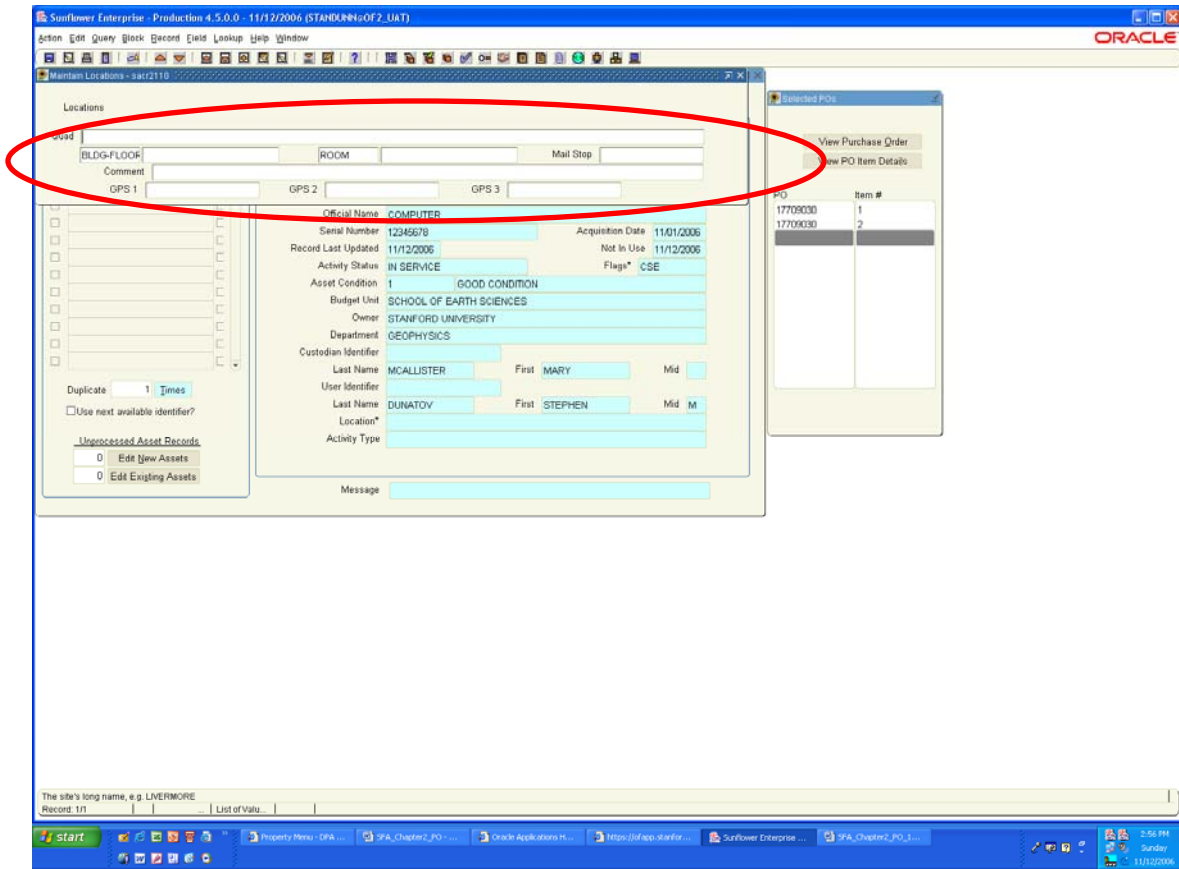 Sunflower Enterprise - Production 4.5.0.0 - 11/12/2006 (STANDUNN@OF2_UAT)
Action Edit Query Block Record Field Lookup Help Window
ORACLE
Maintain Locations - sacr2110
Locations
Quad
BLDG-FLOOR ROOM Mail Stop
Comment
GPS 1 GPS 2 GPS 3
Official Name COMPUTER
Serial Number 12345678 Acquisition Date 11/01/2006
Record Last Updated 11/12/2006 Not In Use 11/12/2006
Activity Status IN SERVICE Flags* CSE
Asset Condition 1 GOOD CONDITION
Budget Unit SCHOOL OF EARTH SCIENCES
Owner STANFORD UNIVERSITY
Department GEOPHYSICS
Custodian Identifier
Last Name MCALLISTER First MARY Mid
User Identifier
Last Name DUNATOV First STEPHEN Mid M
Location*
Activity Type
Message
Duplicate 1 Times
Use next available identifier?
Unprocessed Asset Records
0 Edit New Assets
0 Edit Existing Assets
Selected POs
View Purchase Order
View PO Item Details
PO Item #
17709030 1
17709030 2
The site's long name, e.g. LIVERMORE
Record: 1/1 ... List of Valu...
start Property Menu - DPA ... SFA_Chapter2_PO - ... Oracle Applications H... https://ofapp.stanfor... Sunflower Enterprise ... SFA_Chapter2_PO_1...
2:56 PM
Sunday
11/12/2006